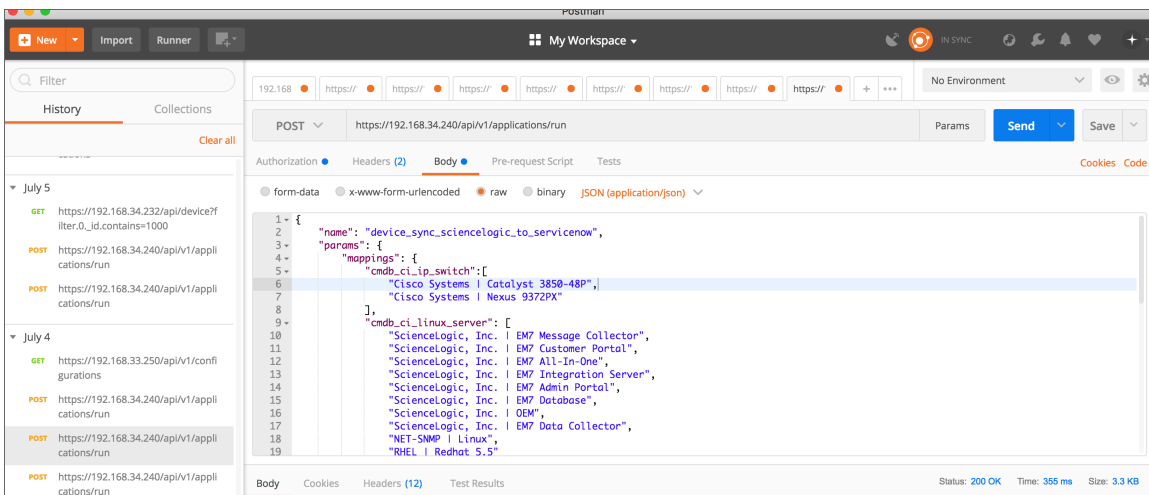 Postman
New
Import
Runner
My Workspace
IN SYNC
Filter
History
Collections
Clear all
cations
July 5
GET https://192.168.34.232/api/device?f
ilter.0._id.contains=1000
POST https://192.168.34.240/api/v1/appli
cations/run
POST https://192.168.34.240/api/v1/appli
cations/run
July 4
GET https://192.168.33.250/api/v1/confi
gurations
POST https://192.168.34.240/api/v1/appli
cations/run
POST https://192.168.34.240/api/v1/appli
cations/run
POST https://192.168.34.240/api/v1/appli
cations/run
192.168 https:// https:// https:// https:// https:// https:// https:// https:// + •••
No Environment
POST https://192.168.34.240/api/v1/applications/run
Params Send Save
Authorization Headers (2) Body Pre-request Script Tests
Cookies Code
form-data x-www-form-urlencoded raw binary JSON (application/json)
1 {
2 "name": "device_sync_sciencelogic_to_servicenow",
3 "params": {
4 "mappings": {
5 "cmdb_ci_ip_switch":[
6 "Cisco Systems | Catalyst 3850-48P",
7 "Cisco Systems | Nexus 9372PX"
8 ],
9 "cmdb_ci_linux_server": [
10 "ScienceLogic, Inc. | EM7 Message Collector",
11 "ScienceLogic, Inc. | EM7 Customer Portal",
12 "ScienceLogic, Inc. | EM7 All-In-One",
13 "ScienceLogic, Inc. | EM7 Integration Server",
14 "ScienceLogic, Inc. | EM7 Admin Portal",
15 "ScienceLogic, Inc. | EM7 Database",
16 "ScienceLogic, Inc. | OEM",
17 "ScienceLogic, Inc. | EM7 Data Collector",
18 "NET-SNMP | Linux",
19 "RHEL | Redhat 5.5"
Body Cookies Headers (12) Test Results
Status: 200 OK Time: 355 ms Size: 3.3 KB